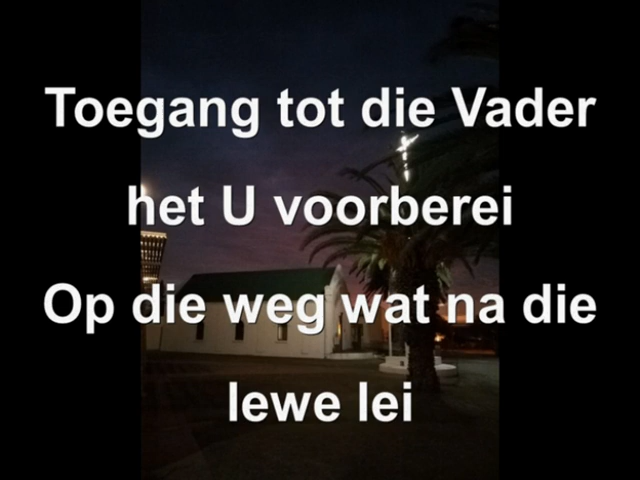 Toegang tot die Vader
het U voorberei
Op die weg wat na die
lewe lei